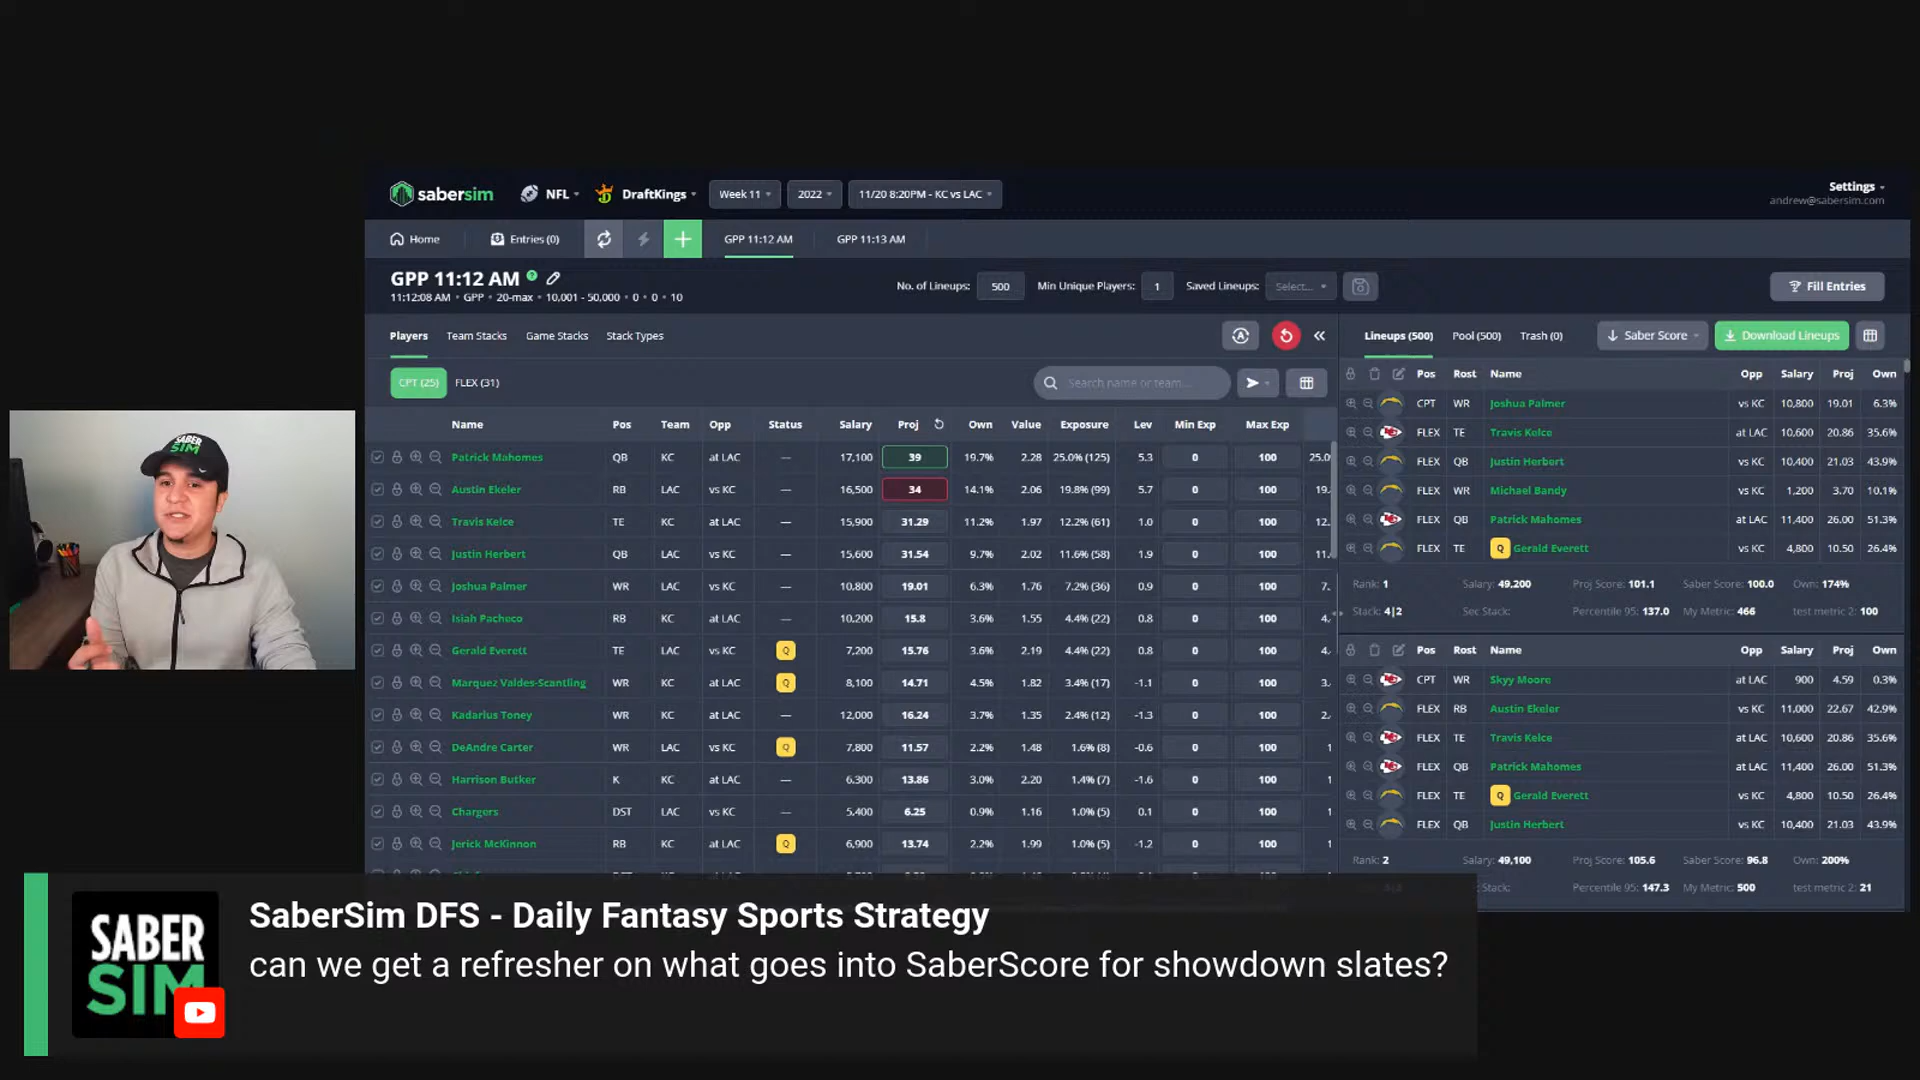 sabersim NFL DraftKings Week 11 2022 11/20 8:20PM - KC vs LAC Settings
andrew@sabersim.com
Home Entries (0) GPP 11:12 AM GPP 11:13 AM
GPP 11:12 AM
11:12:08 AM • GPP • 20-max • 10,001 - 50,000 • 0 • 0 • 10
No. of Lineups: 500 Min Unique Players: 1 Saved Lineups: Select... Fill Entries
Players Team Stacks Game Stacks Stack Types
CPT (25) FLEX (31) Search name or team...
Name Pos Team Opp Status Salary Proj Own Value Exposure Lev Min Exp Max Exp
Patrick Mahomes QB KC at LAC — 17,100 39 19.7% 2.28 25.0% (125) 5.3 0 100 25.0
Austin Ekeler RB LAC vs KC — 16,500 34 14.1% 2.06 19.8% (99) 5.7 0 100 19.
Travis Kelce TE KC at LAC — 15,900 31.29 11.2% 1.97 12.2% (61) 1.0 0 100 12.
Justin Herbert QB LAC vs KC — 15,600 31.54 9.7% 2.02 11.6% (58) 1.9 0 100 11.
Joshua Palmer WR LAC vs KC — 10,800 19.01 6.3% 1.76 7.2% (36) 0.9 0 100 7.
Isiah Pacheco RB KC at LAC — 10,200 15.8 3.6% 1.55 4.4% (22) 0.8 0 100 4.
Gerald Everett TE LAC vs KC Q 7,200 15.76 3.6% 2.19 4.4% (22) 0.8 0 100 4.
Marquez Valdes-Scantling WR KC at LAC Q 8,100 14.71 4.5% 1.82 3.4% (17) -1.1 0 100 3.
Kadarius Toney WR KC at LAC — 12,000 16.24 3.7% 1.35 2.4% (12) -1.3 0 100 2.
DeAndre Carter WR LAC vs KC Q 7,800 11.57 2.2% 1.48 1.6% (8) -0.6 0 100 1
Harrison Butker K KC at LAC — 6,300 13.86 3.0% 2.20 1.4% (7) -1.6 0 100 1
Chargers DST LAC vs KC — 5,400 6.25 0.9% 1.16 1.0% (5) 0.1 0 100 1
Jerick McKinnon RB KC at LAC Q 6,900 13.74 2.2% 1.99 1.0% (5) -1.2 0 100 1
Lineups (500) Pool (500) Trash (0) Saber Score Download Lineups
Pos Rost Name Opp Salary Proj Own
CPT WR Joshua Palmer vs KC 10,800 19.01 6.3%
FLEX TE Travis Kelce at LAC 10,600 20.86 35.6%
FLEX QB Justin Herbert vs KC 10,400 21.03 43.9%
FLEX WR Michael Bandy vs KC 1,200 3.70 10.1%
FLEX QB Patrick Mahomes at LAC 11,400 26.00 51.3%
FLEX TE Q Gerald Everett vs KC 4,800 10.50 26.4%
Rank: 1 Salary: 49,200 Proj Score: 101.1 Saber Score: 100.0 Own: 174%
Stack: 4|2 Sec Stack: Percentile 95: 137.0 My Metric: 466 test metric 2: 100
Pos Rost Name Opp Salary Proj Own
CPT WR Skyy Moore at LAC 900 4.59 0.3%
FLEX RB Austin Ekeler vs KC 11,000 22.67 42.9%
FLEX TE Travis Kelce at LAC 10,600 20.86 35.6%
FLEX QB Patrick Mahomes at LAC 11,400 26.00 51.3%
FLEX TE Q Gerald Everett vs KC 4,800 10.50 26.4%
FLEX QB Justin Herbert vs KC 10,400 21.03 43.9%
Rank: 2 Salary: 49,100 Proj Score: 105.6 Saber Score: 96.8 Own: 200%
Stack: Percentile 95: 147.3 My Metric: 500 test metric 2: 21
SABER
SIM
SABER
SIM
SaberSim DFS - Daily Fantasy Sports Strategy
can we get a refresher on what goes into SaberScore for showdown slates?